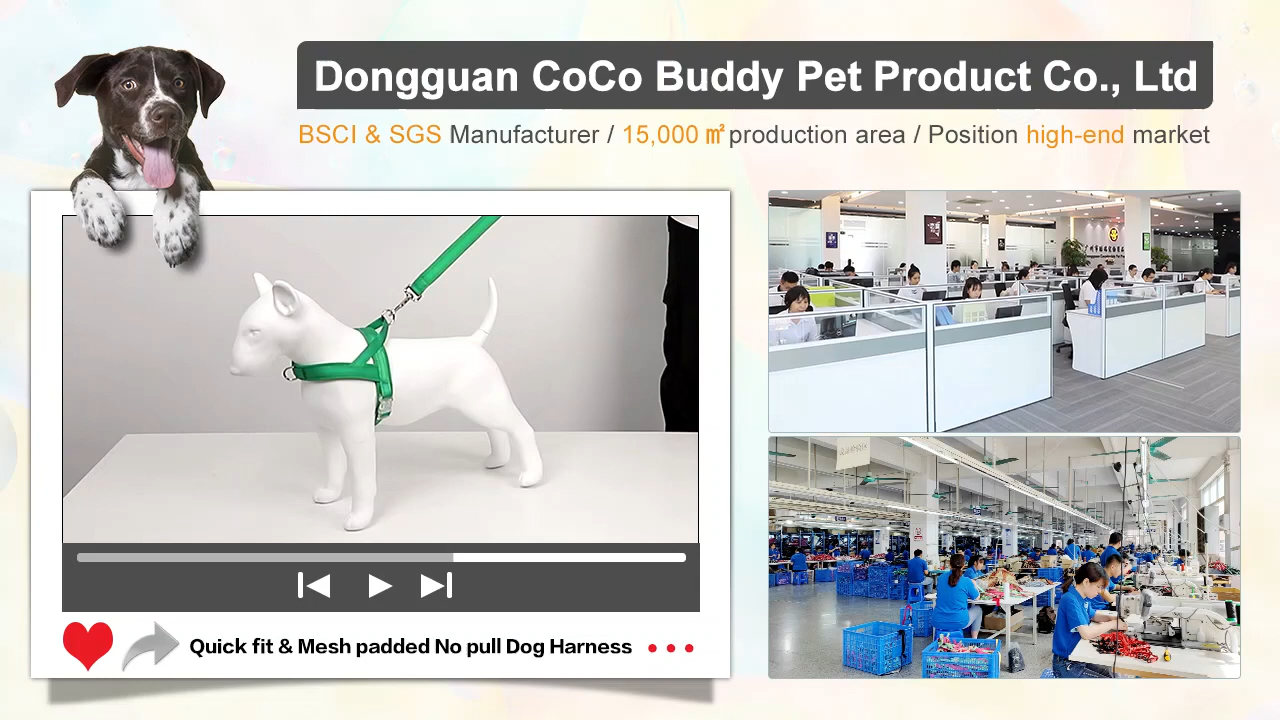 Dongguan CoCo Buddy Pet Product Co., Ltd
BSCI & SGS Manufacturer / 15,000 ㎡ production area / Position high-end market
Quick fit & Mesh padded No pull Dog Harness